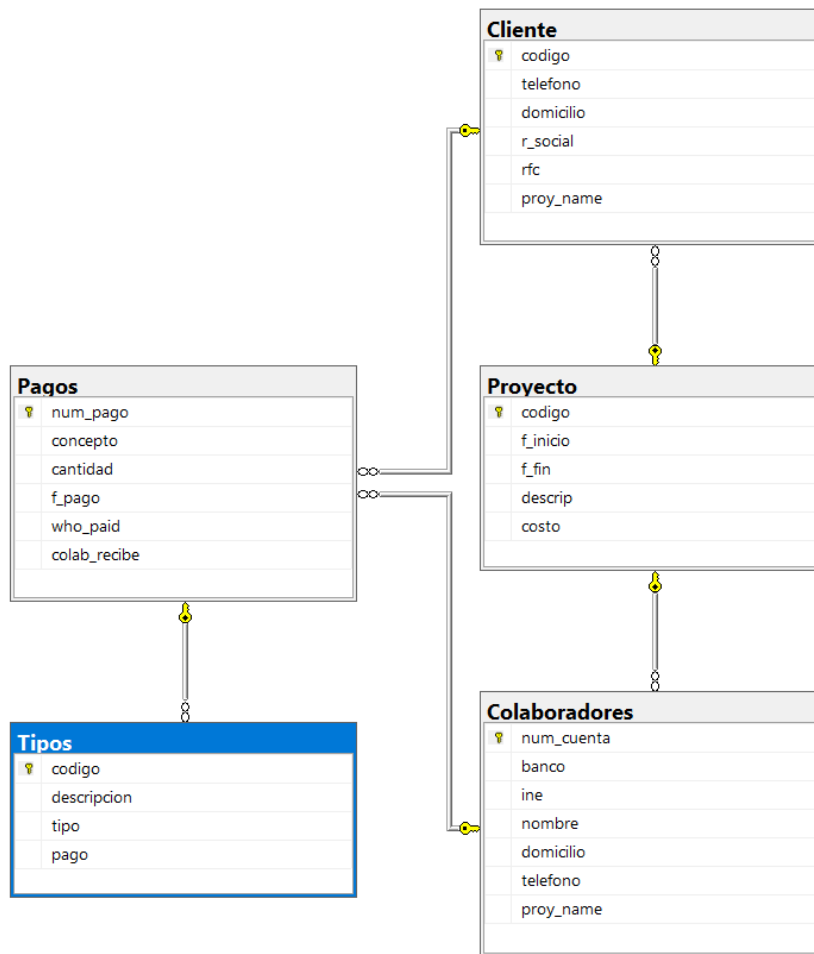 Cliente
codigo
telefono
domicilio
r_social
rfc
proy_name
Pagos
num_pago
concepto
cantidad
f_pago
who_paid
colab_recibe
Proyecto
codigo
f_inicio
f_fin
descrip
costo
Tipos
codigo
descripcion
tipo
pago
Colaboradores
num_cuenta
banco
ine
nombre
domicilio
telefono
proy_name